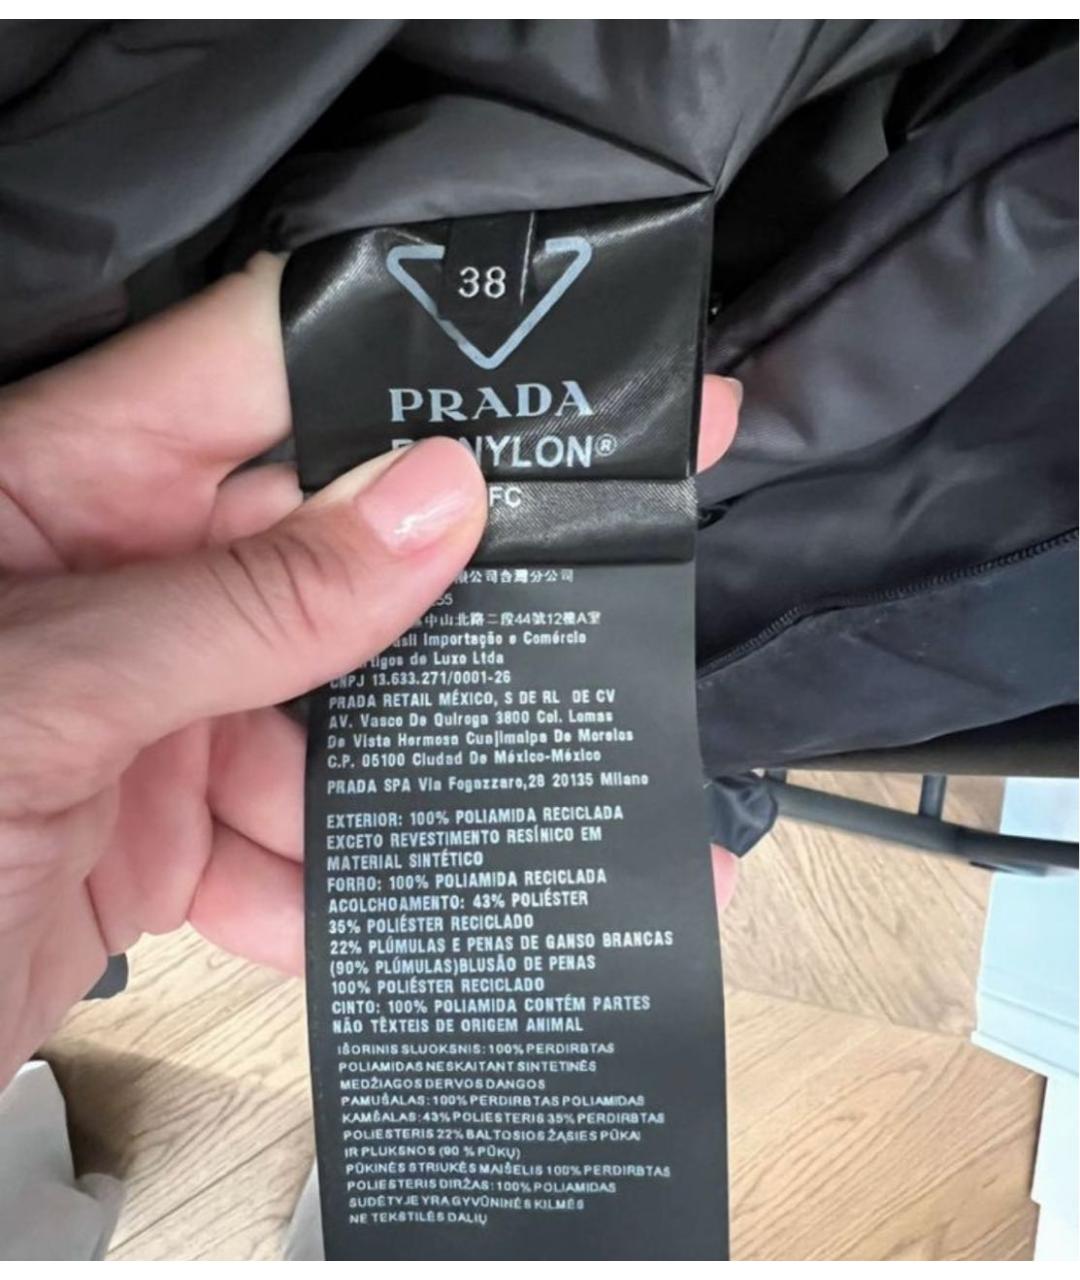 38
PRADA
NYLON®
FC
公司台灣分公司
中山北路二段44號12樓A室
Importação e Comércio
de Luxo Ltda
CNPJ 13.633.271/0001-26
PRADA RETAIL MÉXICO, S DE RL DE CV
AV. Vasco De Quiroga 3800 Col. Lomas
De Vista Hermosa Cuajimalpa De Morelos
C.P. 05100 Ciudad De México-México
PRADA SPA Via Fogazzaro,28 20135 Milano
EXTERIOR: 100% POLIAMIDA RECICLADA
EXCETO REVESTIMENTO RESÍNICO EM
MATERIAL SINTÉTICO
FORRO: 100% POLIAMIDA RECICLADA
ACOLCHOAMENTO: 43% POLIÉSTER
35% POLIÉSTER RECICLADO
22% PLÚMULAS E PENAS DE GANSO BRANCAS
(90% PLÚMULAS)BLUSÃO DE PENAS
100% POLIÉSTER RECICLADO
CINTO: 100% POLIAMIDA CONTÉM PARTES
NÃO TÊXTEIS DE ORIGEM ANIMAL
IŠORINIS SLUOKSNIS: 100% PERDIRBTAS
POLIAMIDAS NESKAITANT SINTETINĖS
MEDŽIAGOS DERVOS DANGOS
PAMUŠALAS: 100% PERDIRBTAS POLIAMIDAS
KAMŠALAS: 43% POLIESTERIS 35% PERDIRBTAS
POLIESTERIS 22% BALTOSIOS ŽĄSIES PŪKAI
IR PLUKSNOS (90 % PŪKŲ)
PŪKINĖS STRIUKĖS MAIŠELIS 100% PERDIRBTAS
POLIESTERIS DIRŽAS: 100% POLIAMIDAS
SUDĖTYJE YRA GYVŪNINĖS KILMĖS
NE TEKSTILĖS DALIŲ